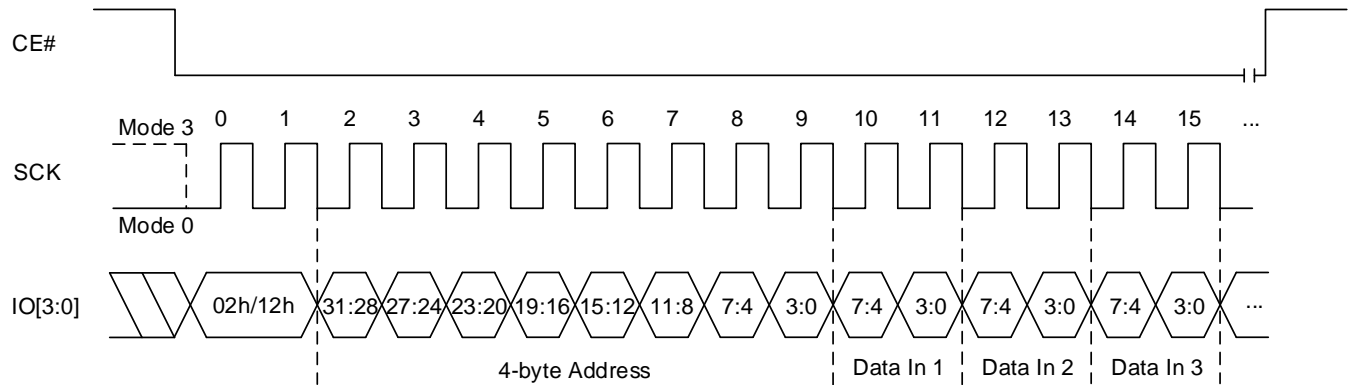 CE#
0 1 2 3 4 5 6 7 8 9 10 11 12 13 14 15 ...
Mode 3
SCK
Mode 0
IO[3:0] 02h/12h 31:28 27:24 23:20 19:16 15:12 11:8 7:4 3:0 7:4 3:0 7:4 3:0 7:4 3:0 ...
4-byte Address Data In 1 Data In 2 Data In 3